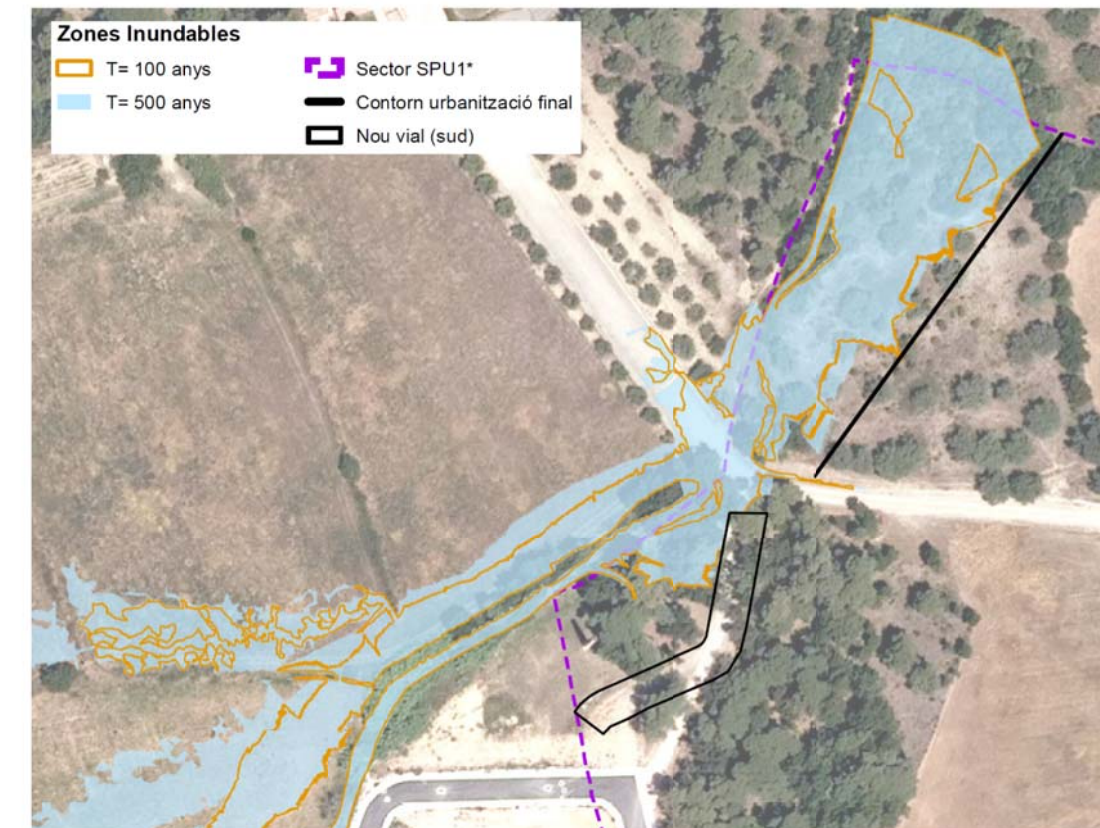 Zones Inundables
T= 100 anys
T= 500 anys
Sector SPU1*
Contorn urbanització final
Nou vial (sud)